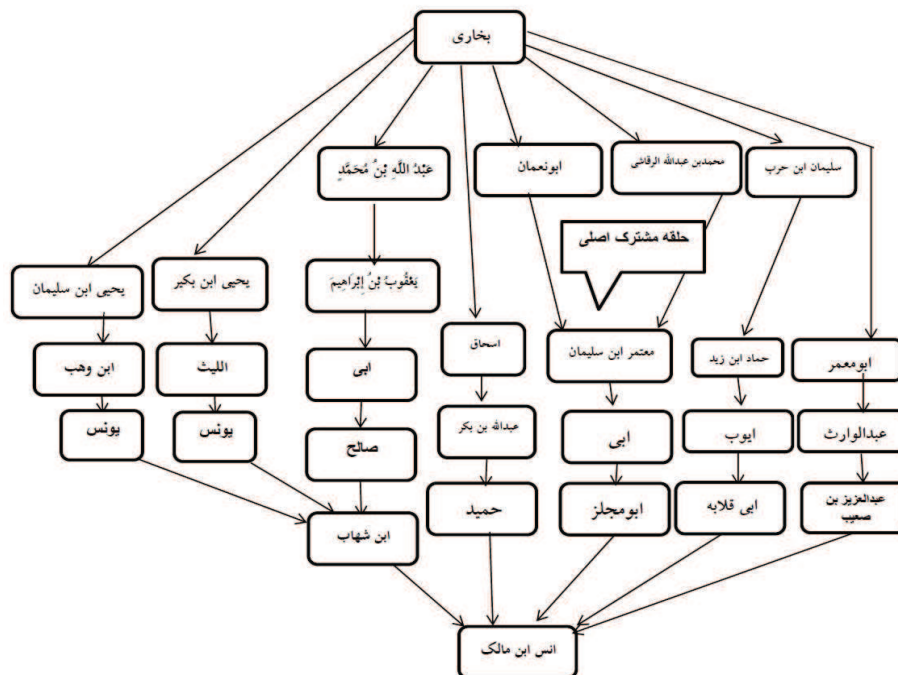 بخاری
سلیمان ابن حرب
محمدبن عبدالله الرقاشی
ابونعمان
عَبْدُ اللَّهِ بْنُ مُحَمَّدٍ
حلقه مشترک اصلی
یَعْقُوبُ بْنُ إِبْرَاهِیمَ
یحیی ابن بکیر
یحیی ابن سلیمان
ابومعمر
حماد ابن زید
معتمر ابن سلیمان
اسحاق
ابی
اللیث
ابن وهب
عبدالوارث
ایوب
ابی
عبدالله بن بکر
صالح
یونس
یونس
عبدالعزیز بن
صعیب
ابی قلابه
ابومجلز
حمید
ابن شهاب
انس ابن مالک